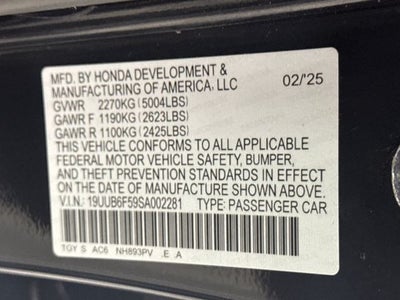 MFD. BY HONDA DEVELOPMENT &
MANUFACTURING OF AMERICA, LLC 02/'25
GVWR 2270KG (5004LBS)
GAWR F 1190KG (2623LBS)
GAWR R 1100KG (2425LBS)
THIS VEHICLE CONFORMS TO ALL APPLICABLE
FEDERAL MOTOR VEHICLE SAFETY, BUMPER,
AND THEFT PREVENTION STANDARDS IN EFFECT
ON THE DATE OF MANUFACTURE SHOWN ABOVE.
V.I.N.: 19UUB6F59SA002281 TYPE: PASSENGER CAR
TGY S AC6 NH893PV .E .A